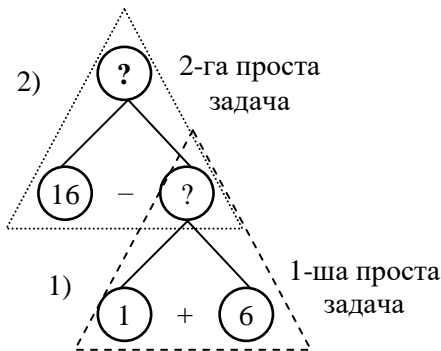 ?
2-га проста
задача
2)
16 – ?
1-ша проста
задача
1)
1 + 6